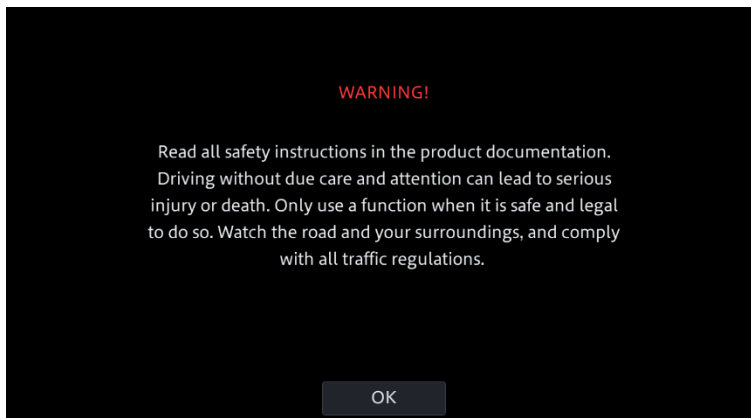 WARNING!
Read all safety instructions in the product documentation.
Driving without due care and attention can lead to serious
injury or death. Only use a function when it is safe and legal
to do so. Watch the road and your surroundings, and comply
with all traffic regulations.
OK